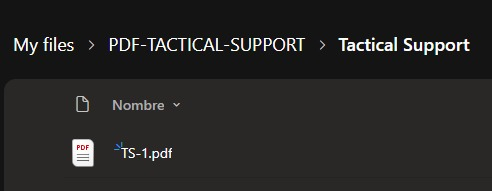 My files > PDF-TACTICAL-SUPPORT > Tactical Support
Nombre
PDF
TS-1.pdf